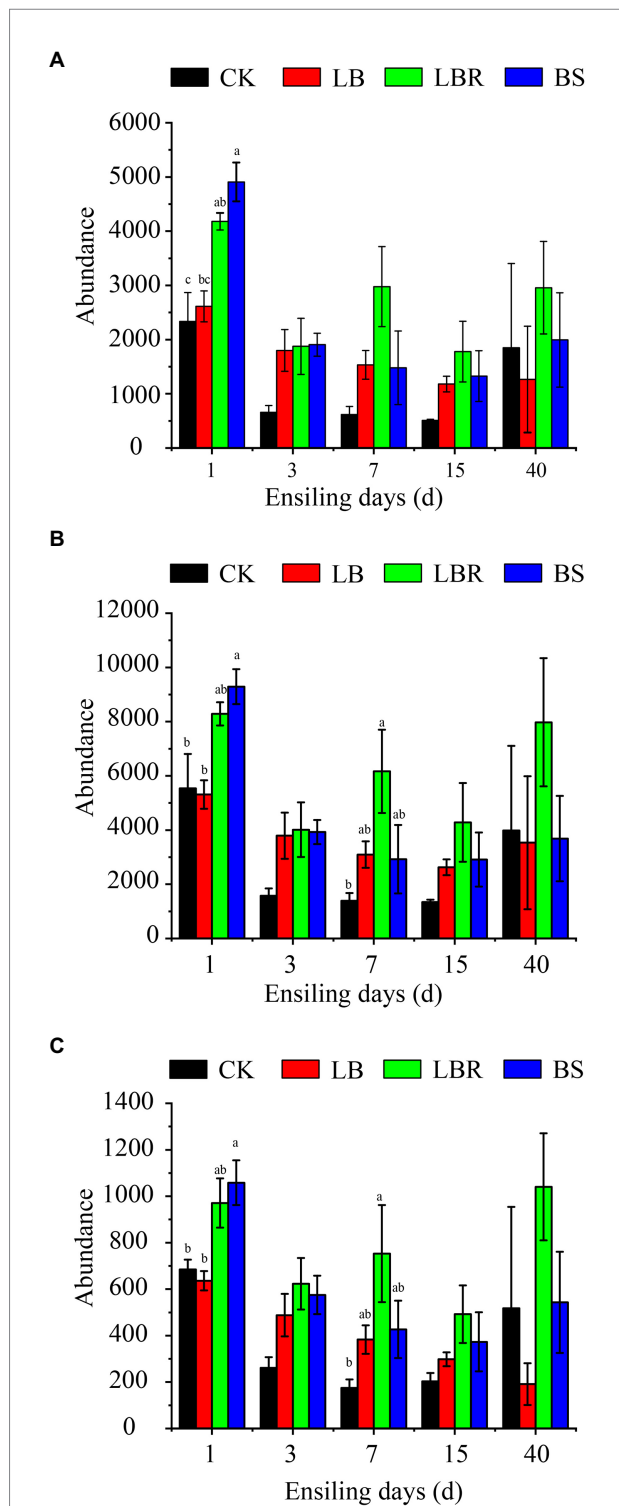 A
CK LB LBR BS
6000
5000
4000
3000
2000
1000
0
Abundance
c bc ab a
1 3 7 15 40
Ensiling days (d)
B
CK LB LBR BS
12000
10000
8000
6000
4000
2000
0
Abundance
b b ab a
b ab a ab
1 3 7 15 40
Ensiling days (d)
C
CK LB LBR BS
1400
1200
1000
800
600
400
200
0
Abundance
b b ab a
b ab a ab
1 3 7 15 40
Ensiling days (d)